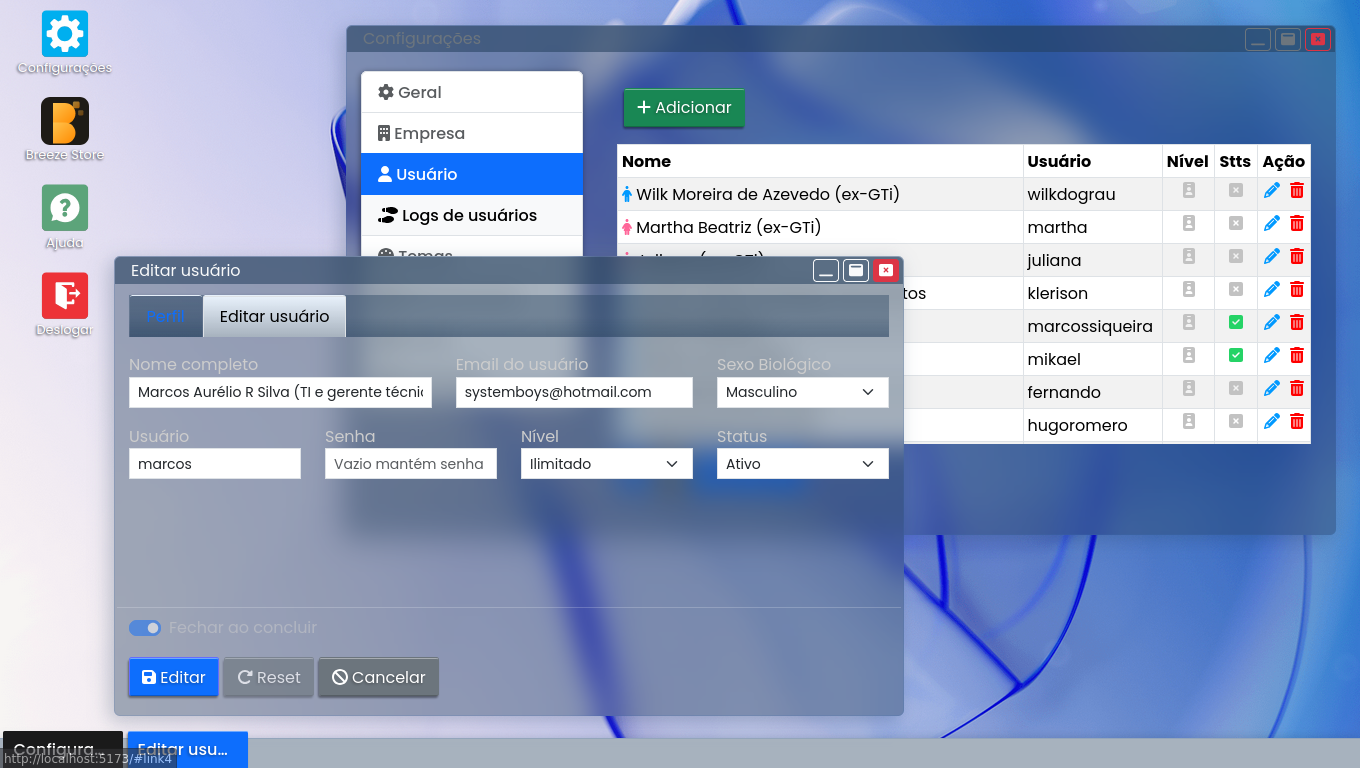 Configurações
Breeze Store
Ajuda
Deslogar
Configurações
Geral
Empresa
Usuário
Logs de usuários
Temas
Adicionar
Nome Usuário Nível Stts Ação
Wilk Moreira de Azevedo (ex-GTi) wilkdograu
Martha Beatriz (ex-GTi) martha
juliana
tos klerison
marcossiqueira
mikael
fernando
hugoromero
Editar usuário
Perfil Editar usuário
Nome completo Email do usuário Sexo Biológico
Marcos Aurélio R Silva (TI e gerente técnic systemboys@hotmail.com Masculino
Usuário Senha Nível Status
marcos Vazio mantém senha Ilimitado Ativo
Fechar ao concluir
Editar Reset Cancelar
Configura... Editar usu...
http://localhost:5173/#link4